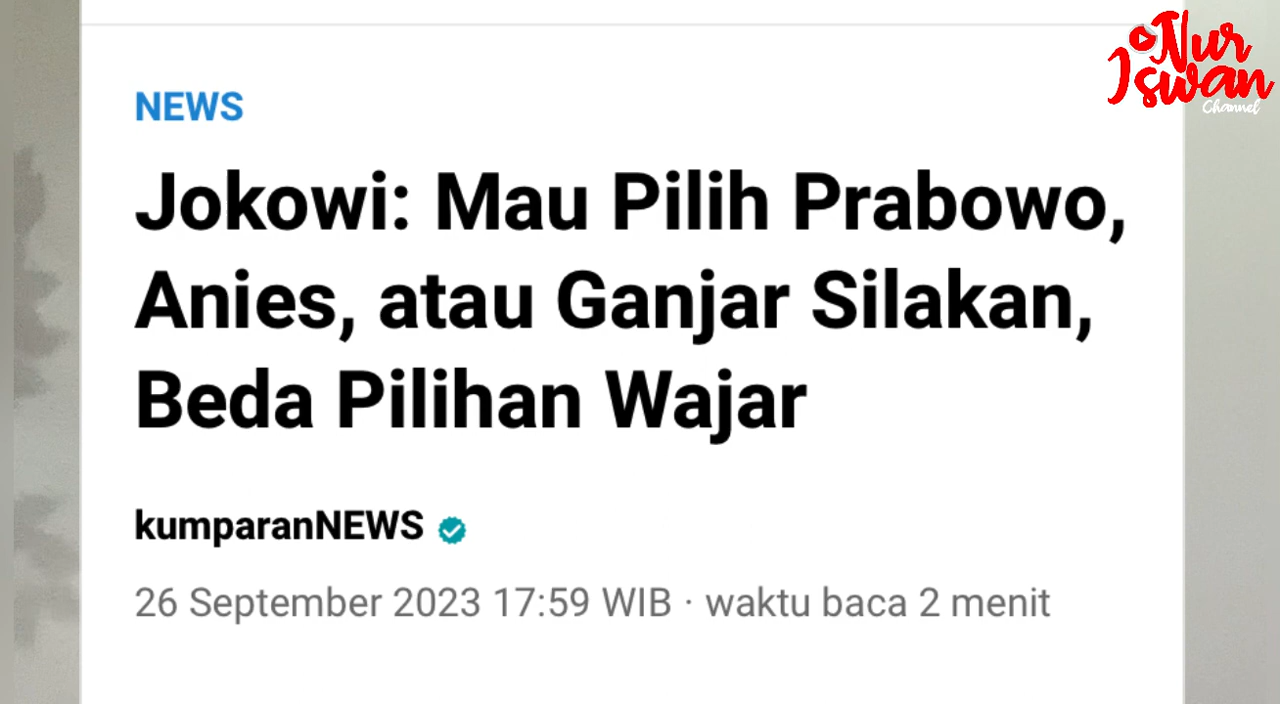 Nur
Iswan
Channel
NEWS
Jokowi: Mau Pilih Prabowo,
Anies, atau Ganjar Silakan,
Beda Pilihan Wajar
kumparanNEWS
26 September 2023 17:59 WIB · waktu baca 2 menit